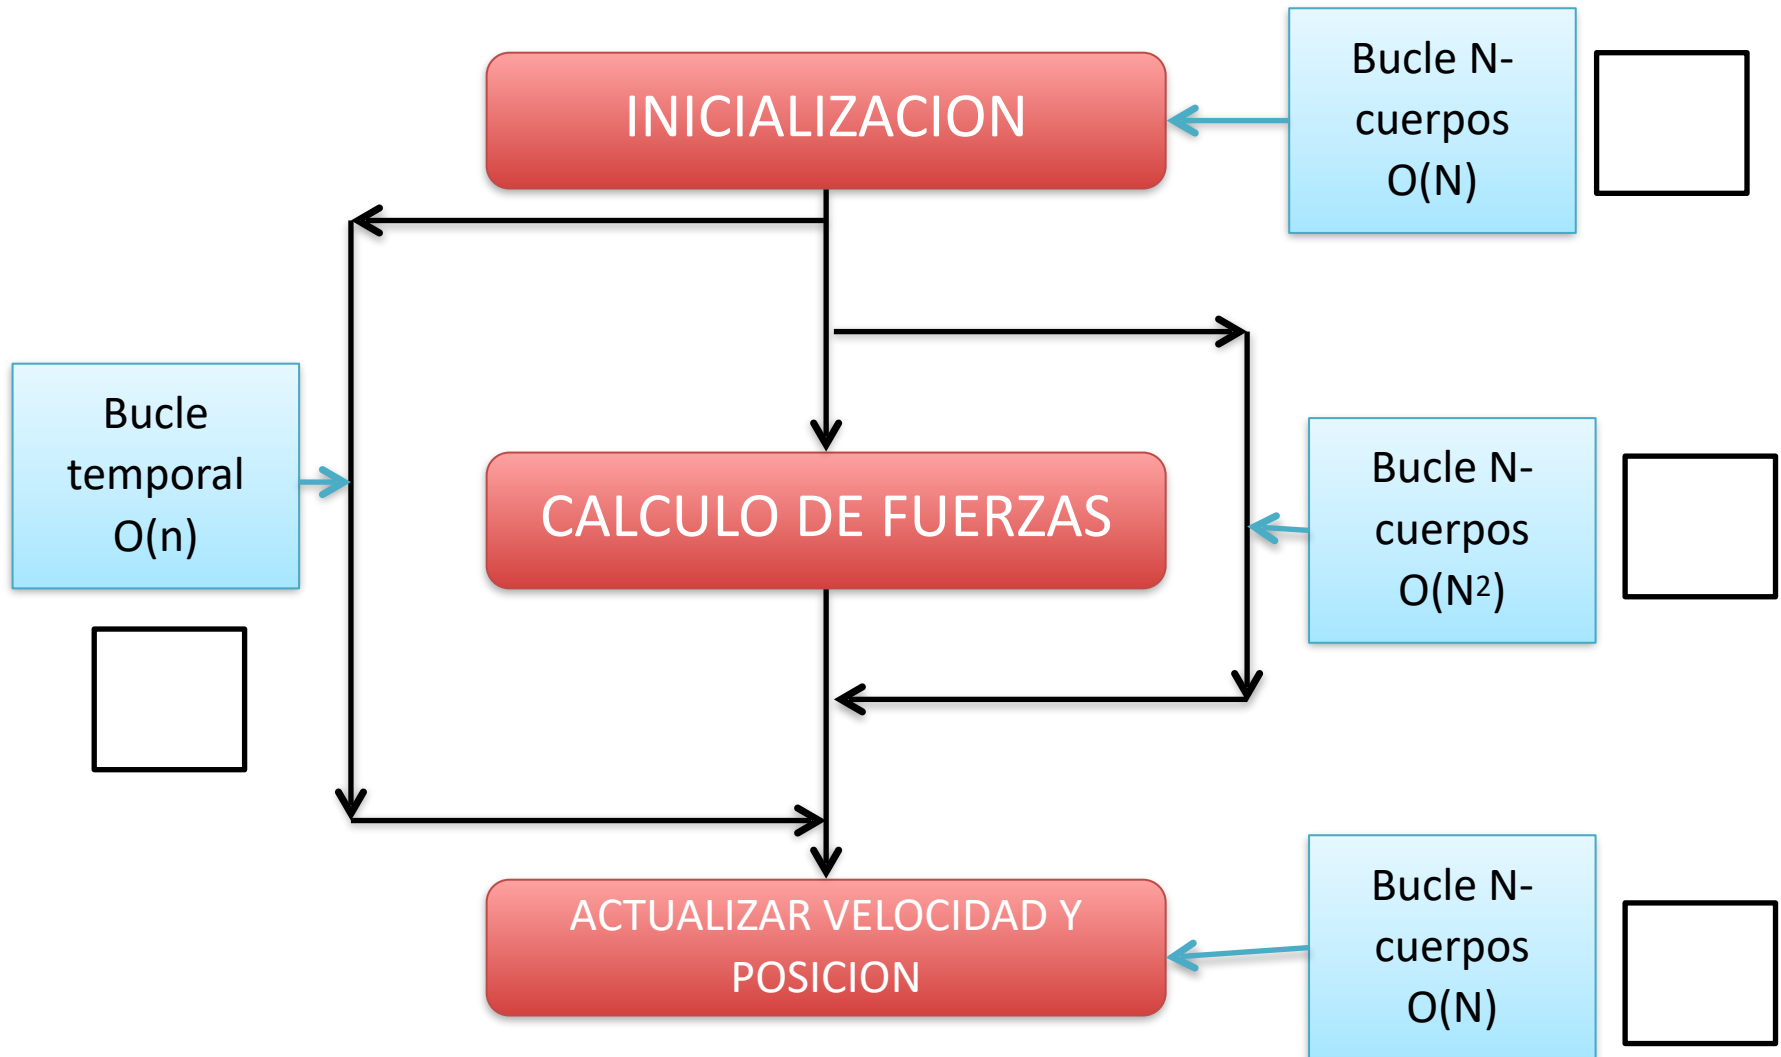 INICIALIZACION
Bucle N-
cuerpos
O(N)
Bucle
temporal
O(n)
CALCULO DE FUERZAS
Bucle N-
cuerpos
O(N²)
ACTUALIZAR VELOCIDAD Y
POSICION
Bucle N-
cuerpos
O(N)